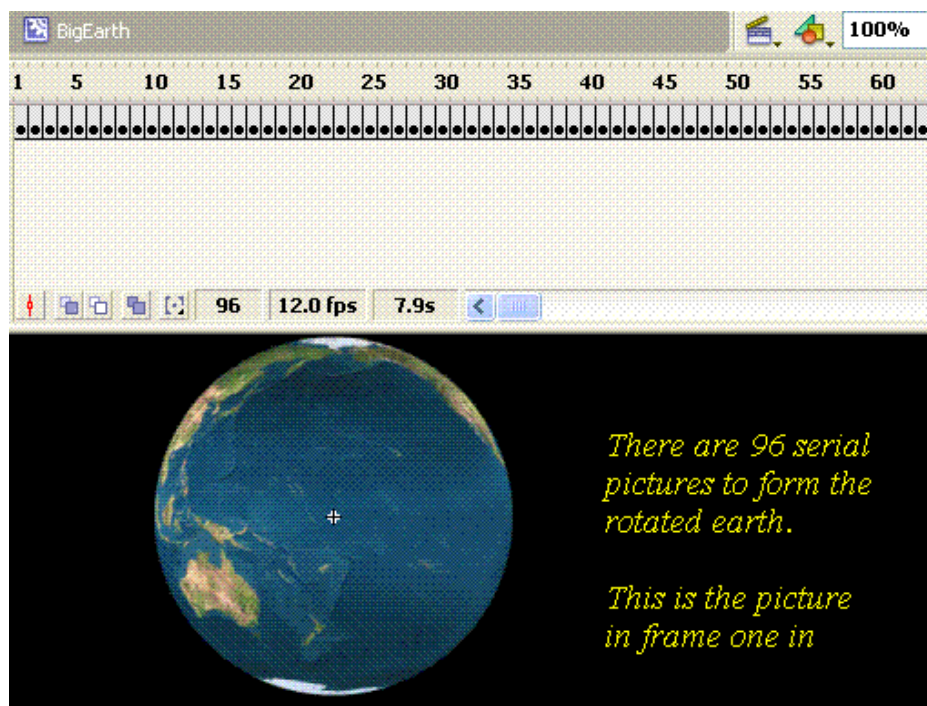 BigEarth
100%
1 5 10 15 20 25 30 35 40 45 50 55 60
96 12.0 fps 7.9s
There are 96 serial
pictures to form the
rotated earth.
This is the picture
in frame one in